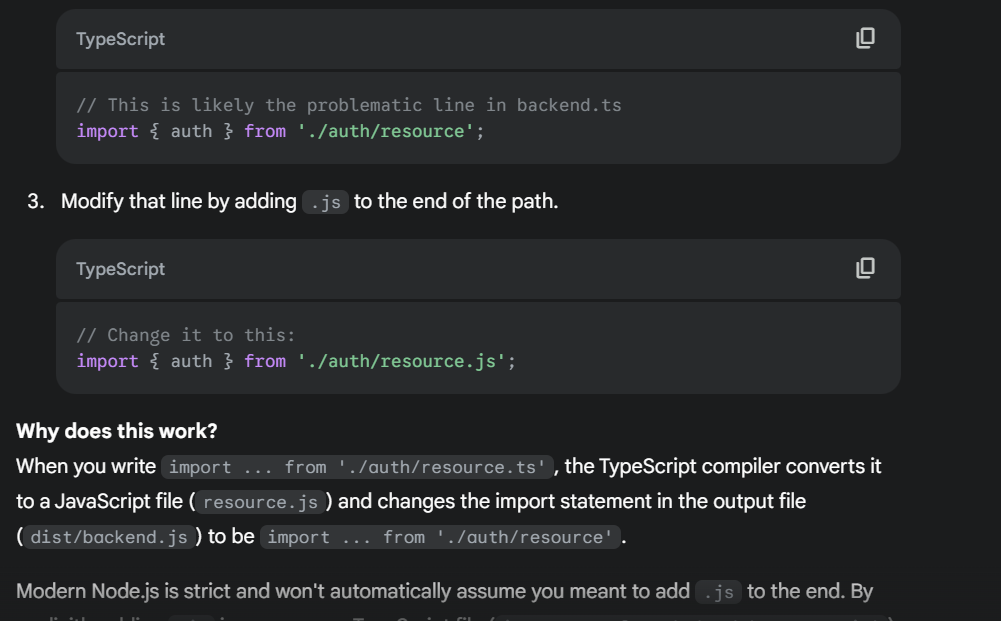 TypeScript
// This is likely the problematic line in backend.ts
import { auth } from './auth/resource';
3. Modify that line by adding .js to the end of the path.
TypeScript
// Change it to this:
import { auth } from './auth/resource.js';
Why does this work?
When you write import ... from './auth/resource.ts', the TypeScript compiler converts it
to a JavaScript file (resource.js) and changes the import statement in the output file
(dist/backend.js) to be import ... from './auth/resource'.
Modern Node.js is strict and won't automatically assume you meant to add .js to the end. By